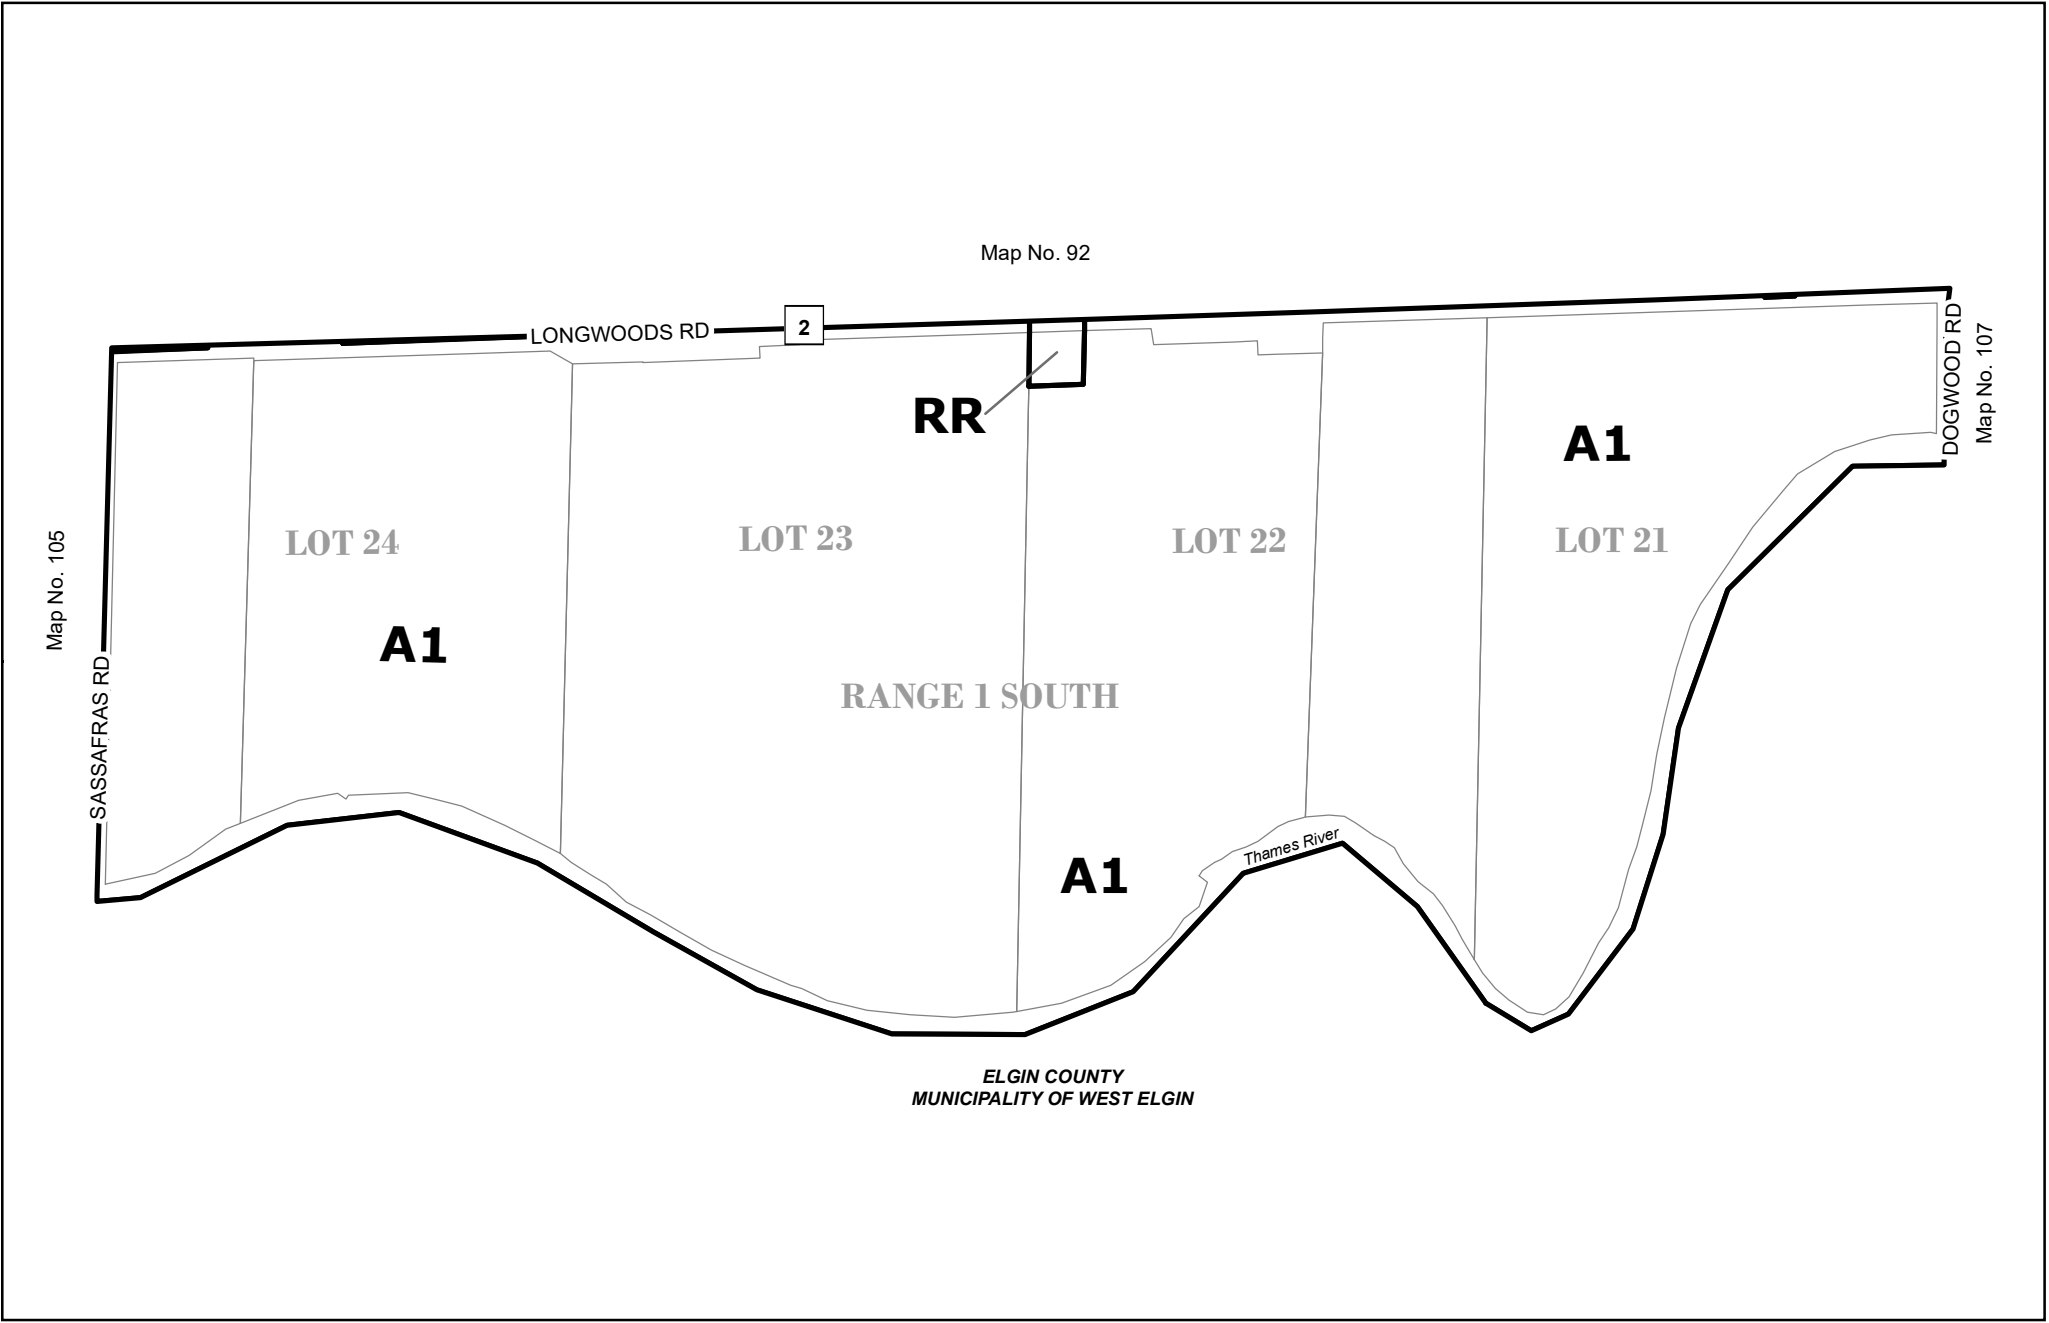 Map No. 92
LONGWOODS RD
2
DOGWOOD RD
Map No. 107
RR
A1
LOT 24
LOT 23
LOT 22
LOT 21
Map No. 105
A1
SASSAFRAS RD
RANGE 1 SOUTH
Thames River
A1
ELGIN COUNTY
MUNICIPALITY OF WEST ELGIN